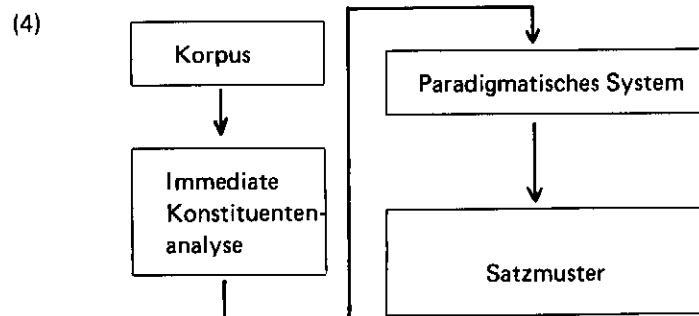 (4)
Korpus
Immediate
Konstituenten-
analyse
Paradigmatisches System
Satzmuster